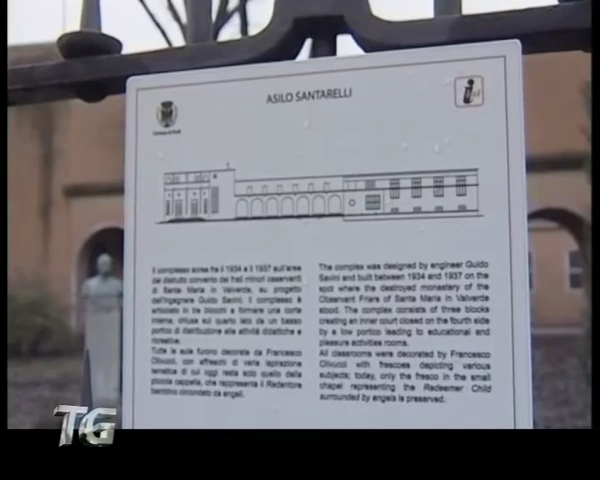 ASILO SANTARELLI
Comune di Forlì
Il complesso sorse fra il 1934 e il 1937 sull'area
del distrutto convento dei frati minori osservanti
di Santa Maria in Valverde, su progetto
dell'ingegnere Guido Savini. Il complesso è
articolato in tre blocchi a formare una corte
interna, chiusa sul quarto lato da un basso
portico di distribuzione alle attività didattiche e
ricreative.
Tutte le aule furono decorate da Francesco
Olivucci, con affreschi di varia ispirazione
tematica di cui oggi resta solo quello della
piccola cappella, che rappresenta il Redentore
bambino circondato da angeli.
The complex was designed by engineer Guido
Savini and built between 1934 and 1937 on the
spot where the destroyed monastery of the
Observant Friars of Santa Maria in Valverde
stood. The complex consists of three blocks
creating an inner court closed on the fourth side
by a low portico leading to educational and
pleasure activities rooms.
All classrooms were decorated by Francesco
Olivucci with frescoes depicting various
subjects; today, only the fresco in the small
chapel representing the Redeemer Child
surrounded by angels is preserved.
TG